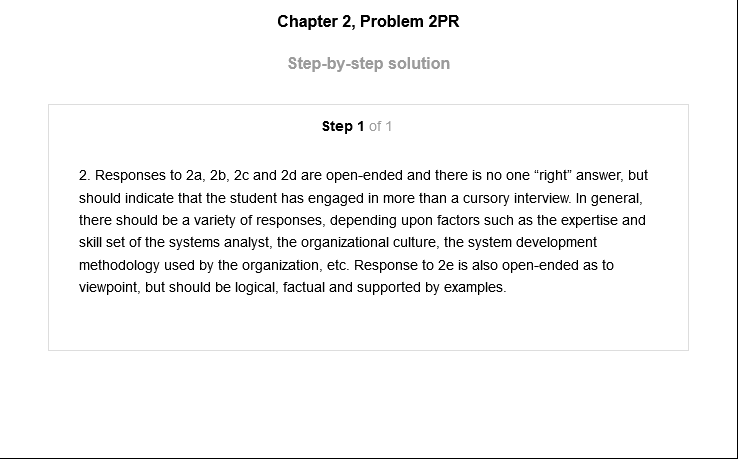 Chapter 2, Problem 2PR
Step-by-step solution
Step 1 of 1
2. Responses to 2a, 2b, 2c and 2d are open-ended and there is no one “right” answer, but
should indicate that the student has engaged in more than a cursory interview. In general,
there should be a variety of responses, depending upon factors such as the expertise and
skill set of the systems analyst, the organizational culture, the system development
methodology used by the organization, etc. Response to 2e is also open-ended as to
viewpoint, but should be logical, factual and supported by examples.